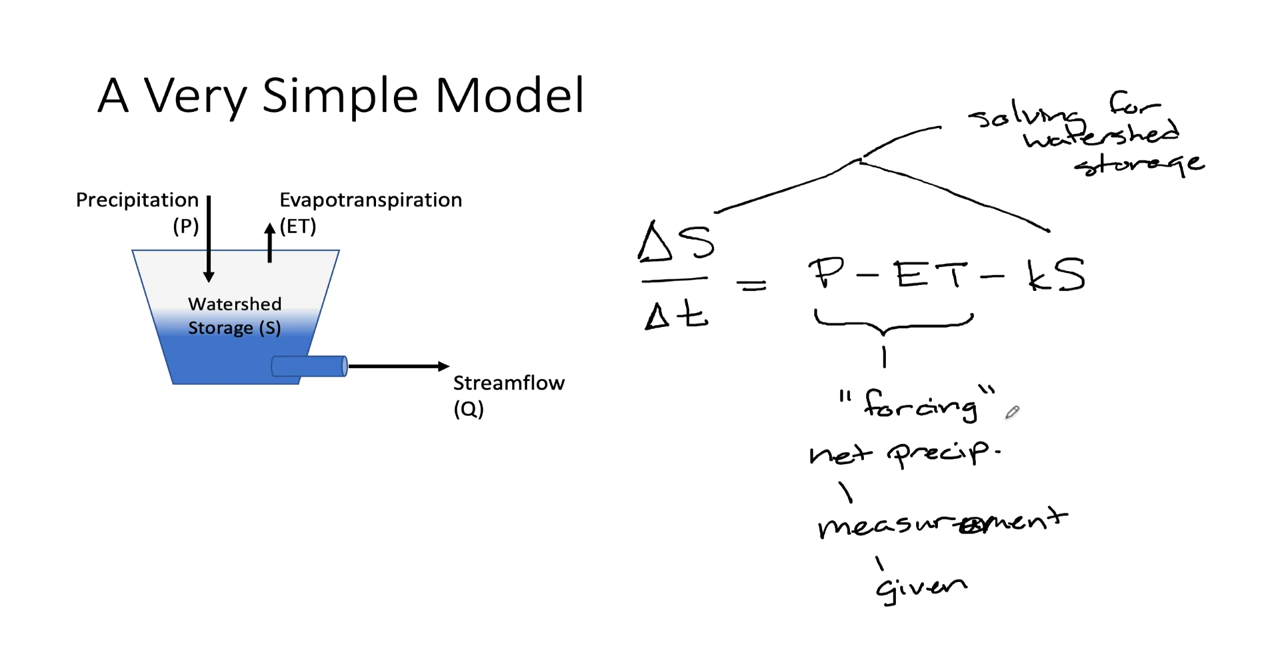 A Very Simple Model
solving for
watershed
storage
Precipitation
(P)
Evapotranspiration
(ET)
Watershed
Storage (S)
Streamflow
(Q)
ΔS
Δt
= P - ET - kS
"forcing"
net precip.
measurement
given